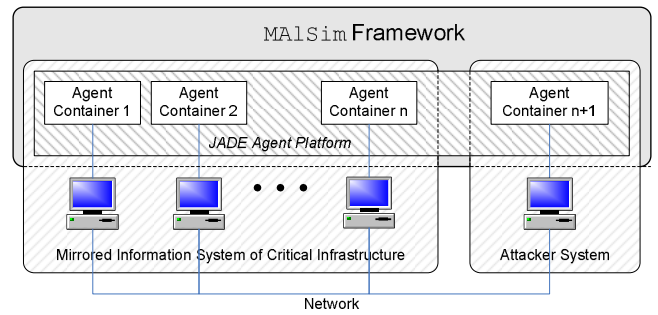 MAlSim Framework
Agent
Container 1
Agent
Container 2
Agent
Container n
Agent
Container n+1
JADE Agent Platform
Mirrored Information System of Critical Infrastructure
Attacker System
Network